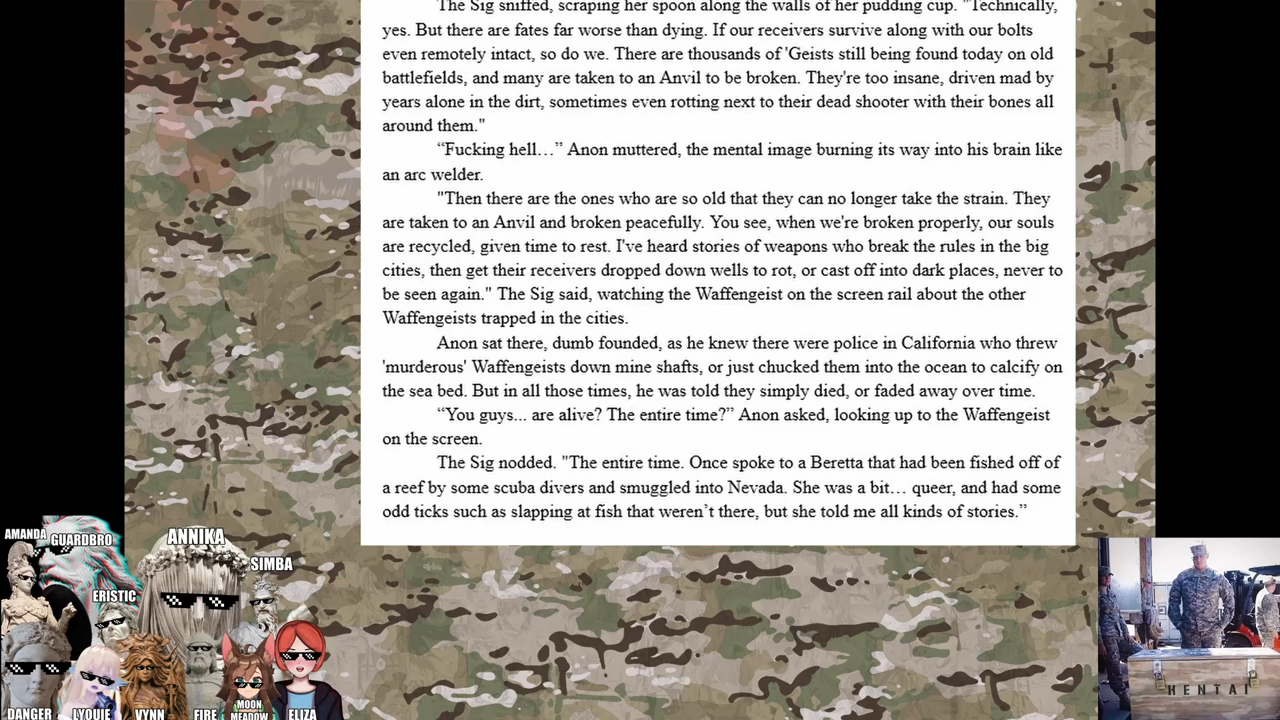 The Sig sniffed, scraping her spoon along the walls of her pudding cup. "Technically,
yes. But there are fates far worse than dying. If our receivers survive along with our bolts
even remotely intact, so do we. There are thousands of 'Geists still being found today on old
battlefields, and many are taken to an Anvil to be broken. They're too insane, driven mad by
years alone in the dirt, sometimes even rotting next to their dead shooter with their bones all
around them."
“Fucking hell…” Anon muttered, the mental image burning its way into his brain like
an arc welder.
"Then there are the ones who are so old that they can no longer take the strain. They
are taken to an Anvil and broken peacefully. You see, when we're broken properly, our souls
are recycled, given time to rest. I've heard stories of weapons who break the rules in the big
cities, then get their receivers dropped down wells to rot, or cast off into dark places, never to
be seen again." The Sig said, watching the Waffengeist on the screen rail about the other
Waffengeists trapped in the cities.
Anon sat there, dumb founded, as he knew there were police in California who threw
'murderous' Waffengeists down mine shafts, or just chucked them into the ocean to calcify on
the sea bed. But in all those times, he was told they simply died, or faded away over time.
“You guys... are alive? The entire time?” Anon asked, looking up to the Waffengeist
on the screen.
The Sig nodded. "The entire time. Once spoke to a Beretta that had been fished off of
a reef by some scuba divers and smuggled into Nevada. She was a bit… queer, and had some
odd ticks such as slapping at fish that weren’t there, but she told me all kinds of stories.”
AMANDA
GUARDBRO
ANNIKA
SIMBA
ERISTIC
DANGER
LYQUIE
VYNN
FIRE
MOON
MEADOW
ELIZA
HENTAI